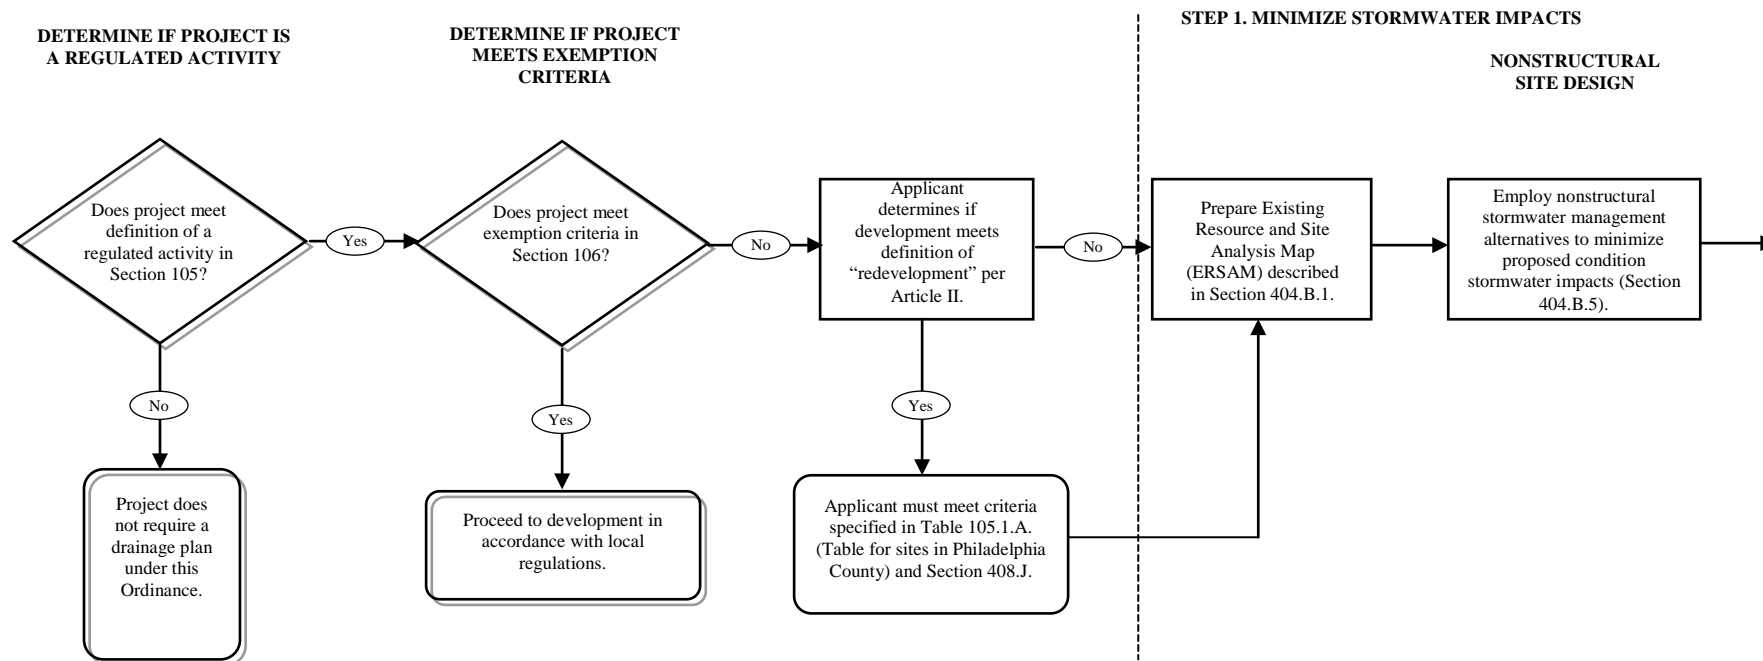 DETERMINE IF PROJECT IS
A REGULATED ACTIVITY
DETERMINE IF PROJECT
MEETS EXEMPTION
CRITERIA
STEP 1. MINIMIZE STORMWATER IMPACTS
NONSTRUCTURAL
SITE DESIGN
Does project meet
definition of a
regulated activity in
Section 105?
Yes
Does project meet
exemption criteria in
Section 106?
No
Applicant
determines if
development meets
definition of
“redevelopment” per
Article II.
No
Prepare Existing
Resource and Site
Analysis Map
(ERSAM) described
in Section 404.B.1.
Employ nonstructural
stormwater management
alternatives to minimize
proposed condition
stormwater impacts (Section
404.B.5).
No
Yes
Yes
Project does
not require a
drainage plan
under this
Ordinance.
Proceed to development in
accordance with local
regulations.
Applicant must meet criteria
specified in Table 105.1.A.
(Table for sites in Philadelphia
County) and Section 408.J.